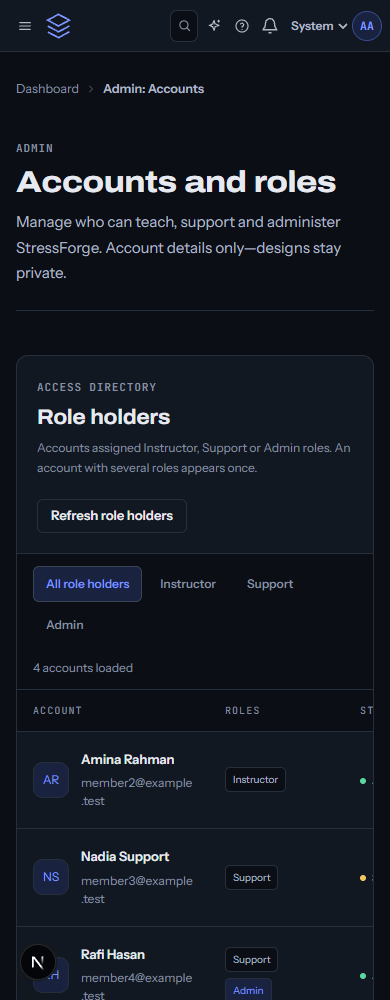 System AA
Dashboard > Admin: Accounts
ADMIN
Accounts and roles
Manage who can teach, support and administer
StressForge. Account details only—designs stay
private.
ACCESS DIRECTORY
Role holders
Accounts assigned Instructor, Support or Admin roles. An
account with several roles appears once.
Refresh role holders
All role holders Instructor Support
Admin
4 accounts loaded
ACCOUNT ROLES ST
AR Amina Rahman Instructor
member2@example
.test
NS Nadia Support Support
member3@example
.test
Rafi Hasan Support
member4@example Admin
.test
N